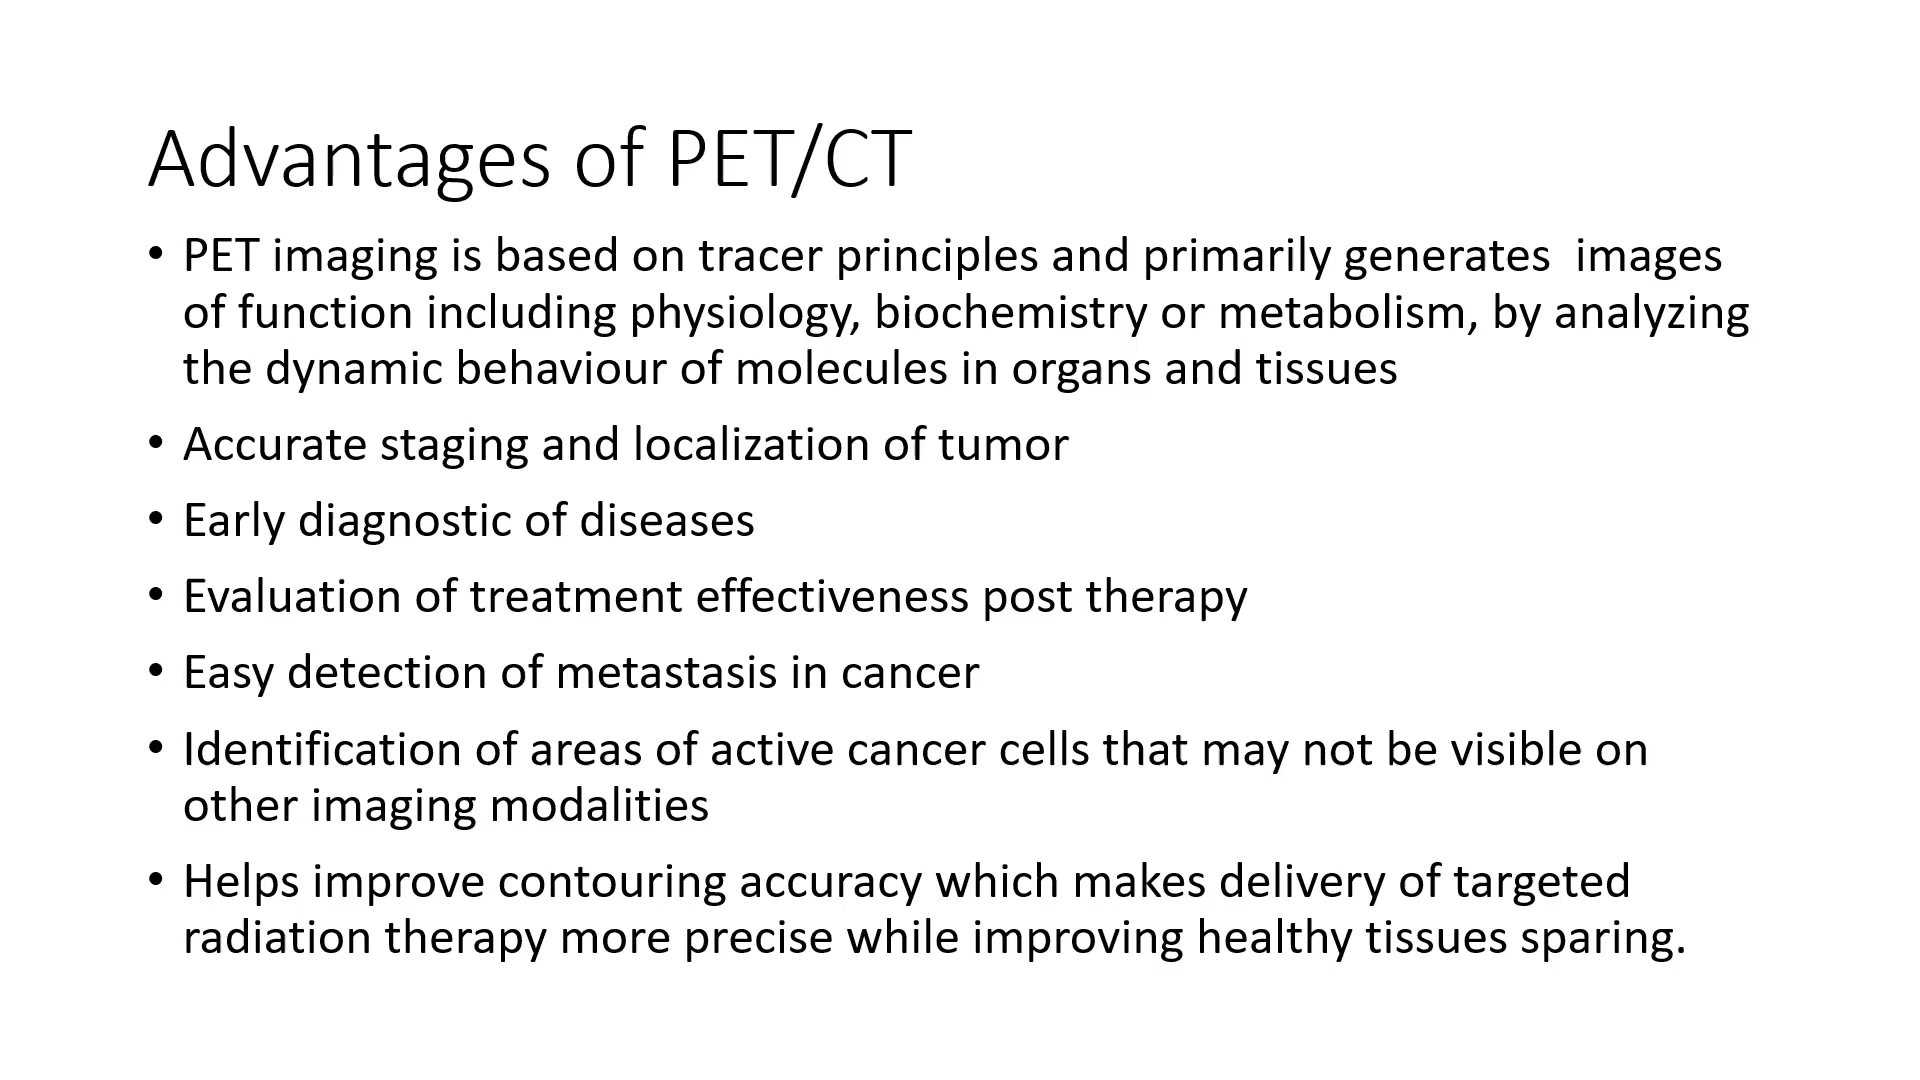 Advantages of PET/CT
• PET imaging is based on tracer principles and primarily generates  images
of function including physiology, biochemistry or metabolism, by analyzing
the dynamic behaviour of molecules in organs and tissues
• Accurate staging and localization of tumor
• Early diagnostic of diseases
• Evaluation of treatment effectiveness post therapy
• Easy detection of metastasis in cancer
• Identification of areas of active cancer cells that may not be visible on
other imaging modalities
• Helps improve contouring accuracy which makes delivery of targeted
radiation therapy more precise while improving healthy tissues sparing.